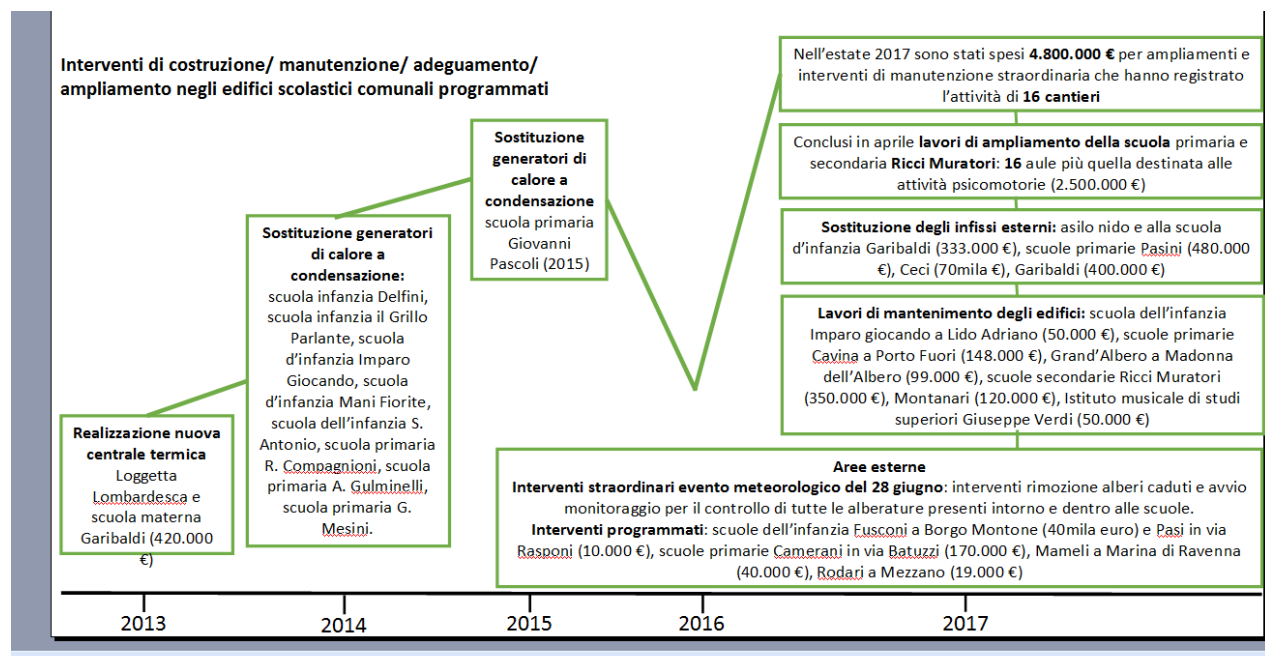 Interventi di costruzione/ manutenzione/ adeguamento/
ampliamento negli edifici scolastici comunali programmati
Realizzazione nuova
centrale termica
Loggetta
Lombardesca e
scuola materna
Garibaldi (420.000
€)
Sostituzione generatori
di calore a
condensazione:
scuola infanzia Delfini,
scuola infanzia il Grillo
Parlante, scuola
d’infanzia Imparo
Giocando, scuola
d’infanzia Mani Fiorite,
scuola dell’infanzia S.
Antonio, scuola primaria
R. Compagnioni, scuola
primaria A. Gulminelli,
scuola primaria G.
Mesini.
Sostituzione
generatori di
calore a
condensazione
scuola primaria
Giovanni
Pascoli (2015)
Nell’estate 2017 sono stati spesi 4.800.000 € per ampliamenti e
interventi di manutenzione straordinaria che hanno registrato
l’attività di 16 cantieri
Conclusi in aprile lavori di ampliamento della scuola primaria e
secondaria Ricci Muratori: 16 aule più quella destinata alle
attività psicomotorie (2.500.000 €)
Sostituzione degli infissi esterni: asilo nido e alla scuola
d’infanzia Garibaldi (333.000 €), scuole primarie Pasini (480.000
€), Ceci (70mila €), Garibaldi (400.000 €)
Lavori di mantenimento degli edifici: scuola dell’infanzia
Imparo giocando a Lido Adriano (50.000 €), scuole primarie
Cavina a Porto Fuori (148.000 €), Grand’Albero a Madonna
dell’Albero (99.000 €), scuole secondarie Ricci Muratori
(350.000 €), Montanari (120.000 €), Istituto musicale di studi
superiori Giuseppe Verdi (50.000 €)
Aree esterne
Interventi straordinari evento meteorologico del 28 giugno: interventi rimozione alberi caduti e avvio
monitoraggio per il controllo di tutte le alberature presenti intorno e dentro alle scuole.
Interventi programmati: scuole dell’infanzia Fusconi a Borgo Montone (40mila euro) e Pasi in via
Rasponi (10.000 €), scuole primarie Camerani in via Batuzzi (170.000 €), Mameli a Marina di Ravenna
(40.000 €), Rodari a Mezzano (19.000 €)
2013 2014 2015 2016 2017